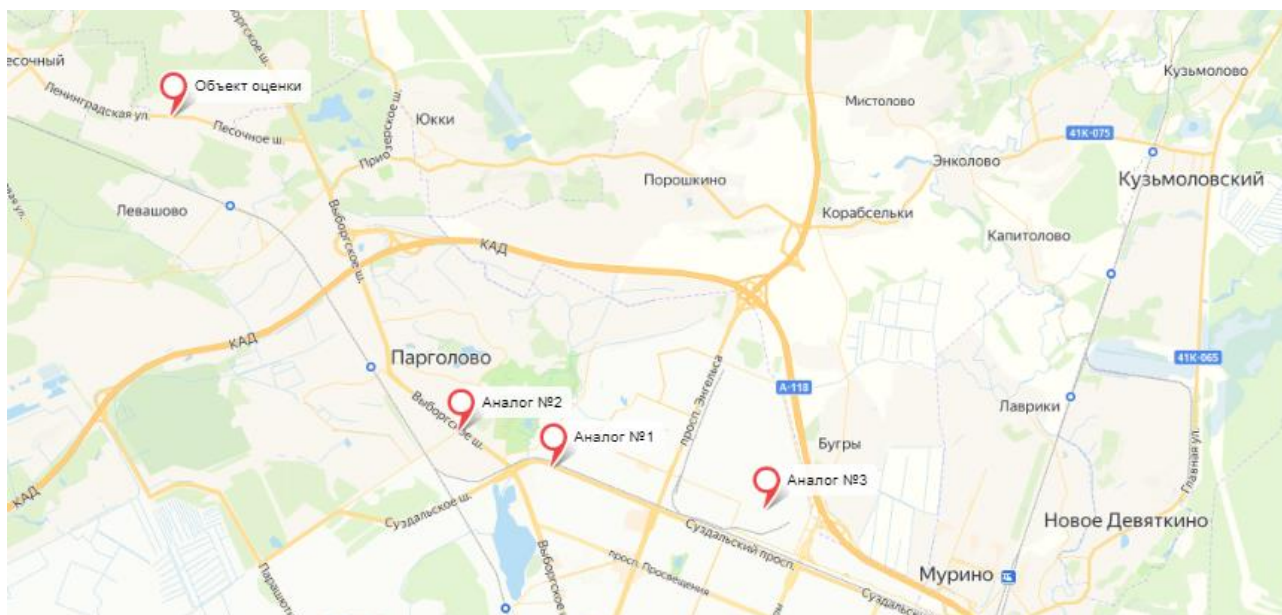 Выборгское ш.
есочный
Объект оценки
Ленинградская ул.
Песочное ш.
Приозерское ш.
Юкки
Мистолово
Кузьмолово
41К-075
Энколово
Порошкино
Кузьмоловский
Левашово
Выборгское ш.
Корабсельки
Капитолово
КАД
КАД
Парголово
41К-065
просп. Энгельса
А-118
Аналог №2
Выборгское ш.
Лаврики
Аналог №1
Бугры
Главная ул.
Аналог №3
КАД
Суздальское ш.
Суздальский просп.
Новое Девяткино
Выборгское ш.
просп. Просвещения
Мурино
Суздальский